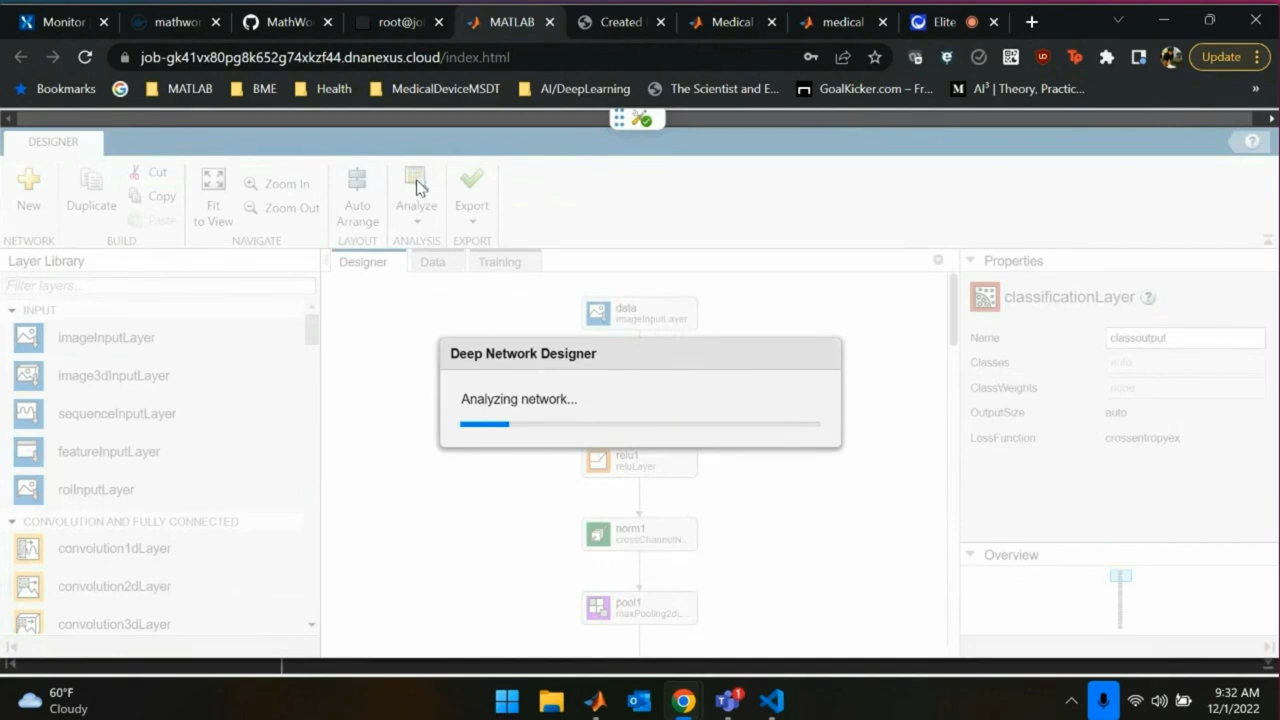 Monitor
mathwor
MathWo
root@jo
MATLAB
Created
Medical
medical
Elite
job-gk41vx80pg8k652g74xkzf44.dnanexus.cloud/index.html
Update
Bookmarks
MATLAB
BME
Health
MedicalDeviceMSDT
AI/DeepLearning
The Scientist and E...
GoalKicker.com – Fr...
AI³ | Theory, Practic...
»
DESIGNER
New
Duplicate
Cut
Copy
Paste
Fit
to View
Zoom In
Zoom Out
Auto
Arrange
Analyze
Export
NETWORK
BUILD
NAVIGATE
LAYOUT
ANALYSIS
EXPORT
Layer Library
Filter layers...
INPUT
imageInputLayer
image3dInputLayer
sequenceInputLayer
featureInputLayer
roiInputLayer
CONVOLUTION AND FULLY CONNECTED
convolution1dLayer
convolution2dLayer
convolution3dLayer
Designer
Data
Training
data
imageInputLayer
Deep Network Designer
Analyzing network...
relu1
reluLayer
norm1
crossChannelN...
pool1
maxPooling2dL...
Properties
classificationLayer
Name
classoutput
Classes
auto
ClassWeights
none
OutputSize
auto
LossFunction
crossentropyex
Overview
60°F
Cloudy
1
9:32 AM
12/1/2022